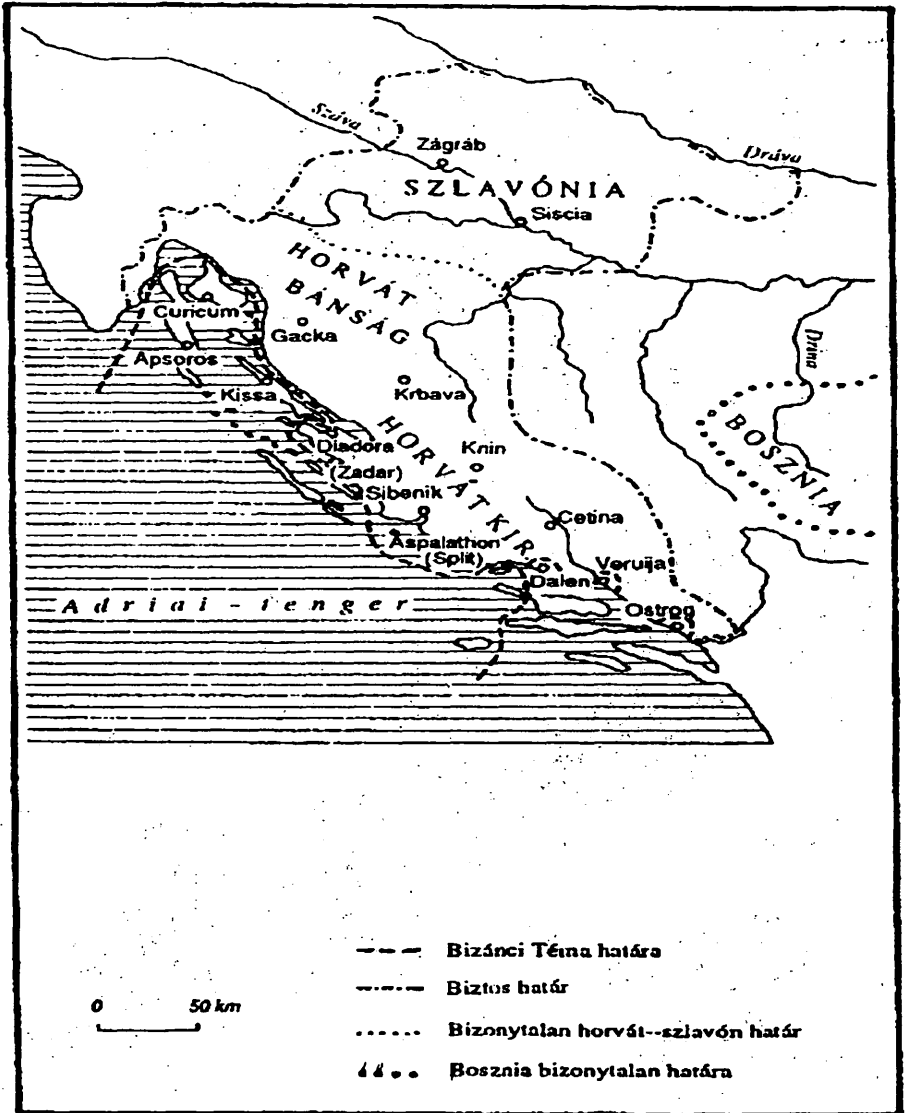 Száva
Zágráb
Dráva
SZLAVÓNIA
Siscia
HORVÁT
BÁNSÁG
Curicum
Gacka
Drina
Apsoros
Kissa
Krbava
BOSZNIA
HORVÁT KIR.
Diadora
(Zadar)
Knin
Sibenik
Cetina
Aspalathon
(Split)
Dalen
Veruija
Ostrog
Adriai-tenger
Bizánci Téma határa
Biztos határ
0 50 km
Bizonytalan horvát--szlavón határ
Bosznia bizonytalan határa